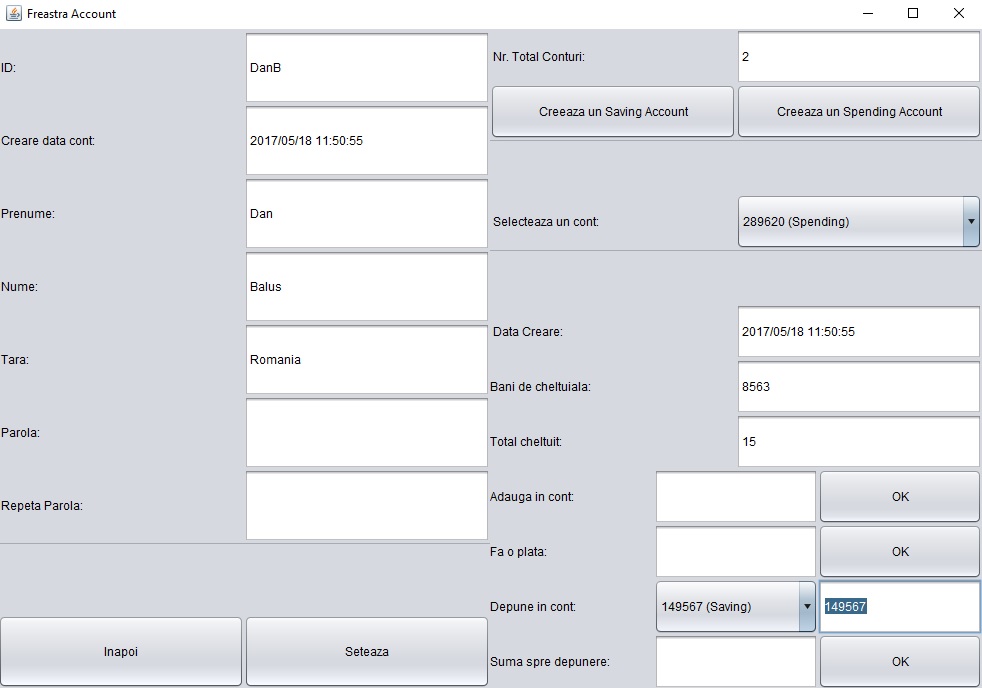 Freastra Account
ID:
DanB
Creare data cont:
2017/05/18 11:50:55
Prenume:
Dan
Nume:
Balus
Tara:
Romania
Parola:
Repeta Parola:
Inapoi
Seteaza
Nr. Total Conturi:
2
Creeaza un Saving Account
Creeaza un Spending Account
Selecteaza un cont:
289620 (Spending)
Data Creare:
2017/05/18 11:50:55
Bani de cheltuiala:
8563
Total cheltuit:
15
Adauga in cont:
OK
Fa o plata:
OK
Depune in cont:
149567 (Saving)
149567
Suma spre depunere:
OK